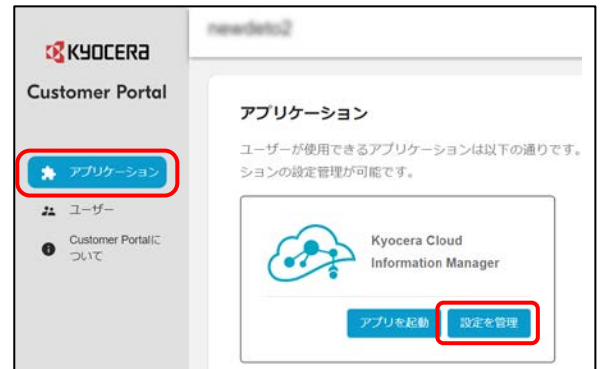 KYOCERA
Customer Portal
アプリケーション
ユーザー
Customer Portalに
ついて
newdeto2
アプリケーション
ユーザーが使用できるアプリケーションは以下の通りです。
ションの設定管理が可能です。
Kyocera Cloud
Information Manager
アプリを起動
設定を管理